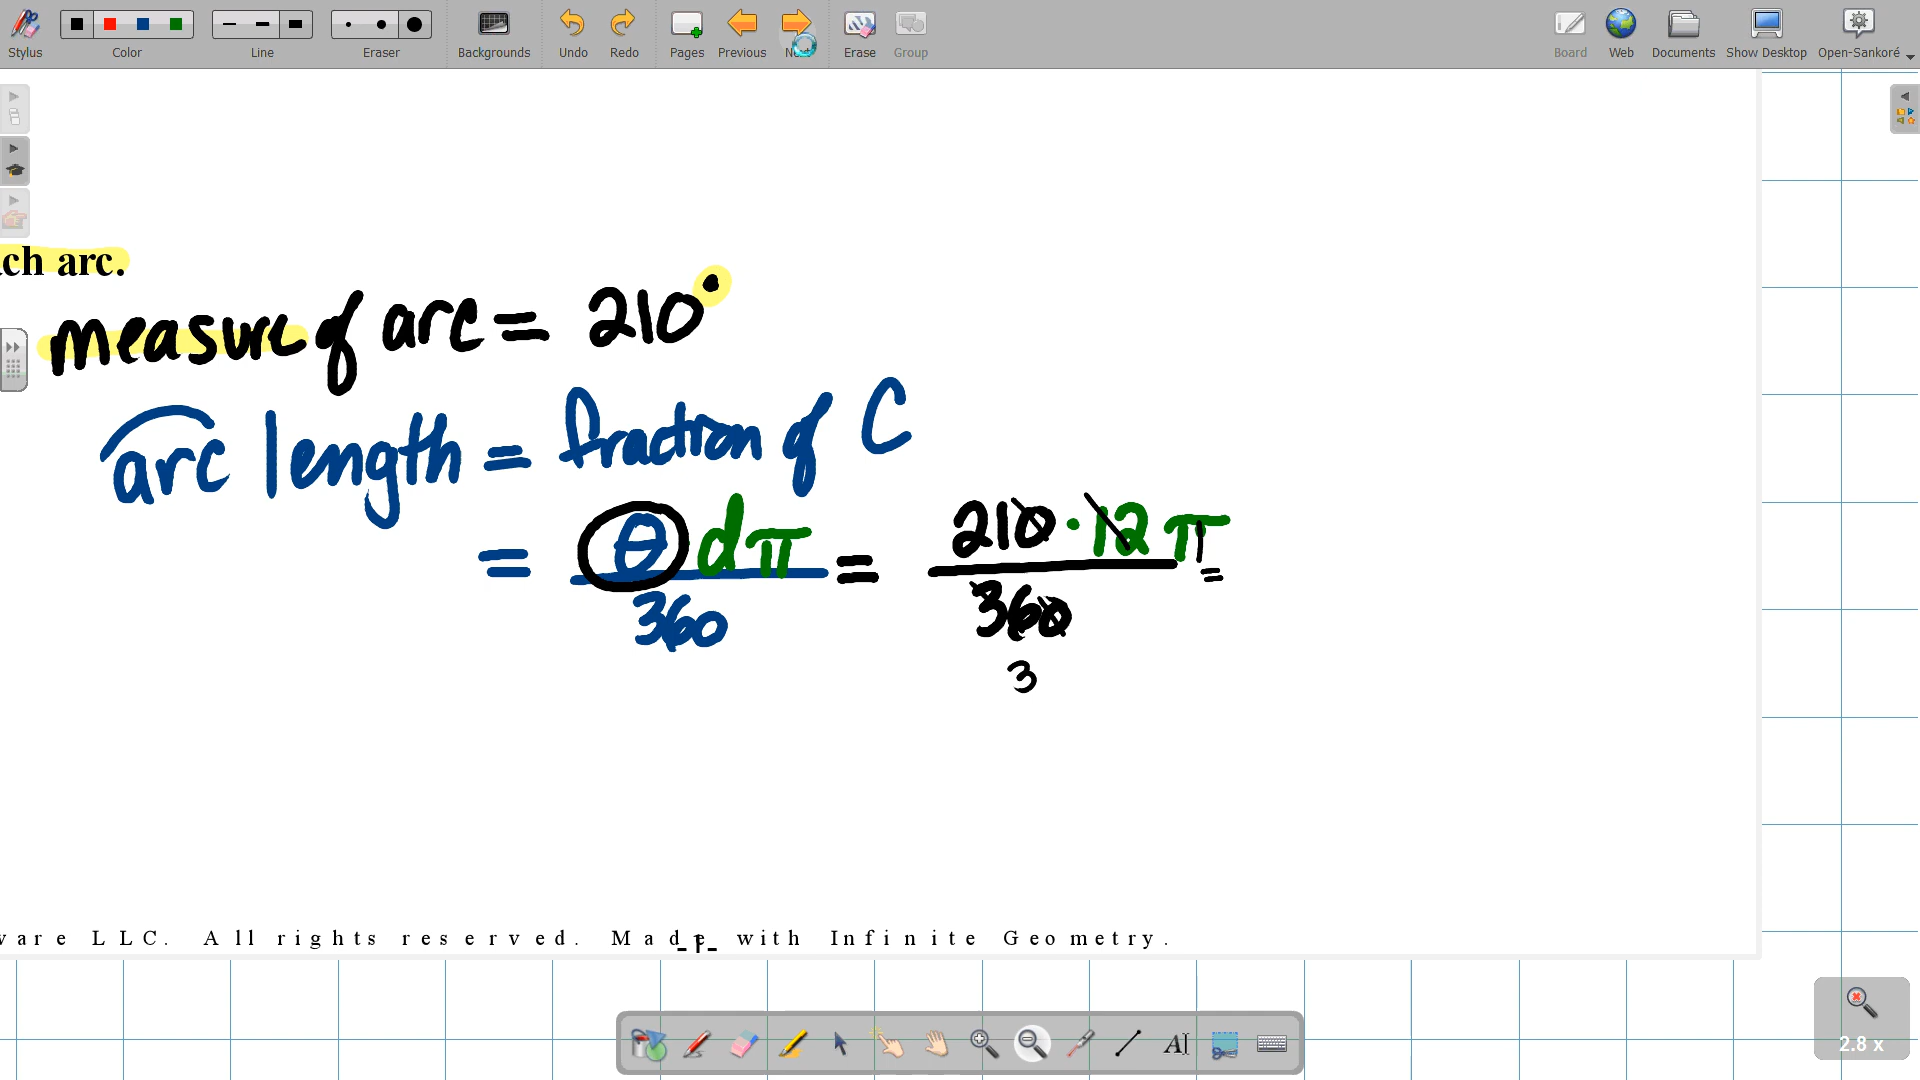 Stylus Color Line Eraser Backgrounds Undo Redo Pages Previous Erase Group Board Web Documents Show Desktop Open-Sankoré
ch arc.
measure of arc = 210°
arc length = fraction of C
= θ dπ / 360 = 210 · 12 π / 360 =
3
ware LLC. All rights reserved. Made with Infinite Geometry.
-1-
2.8 x